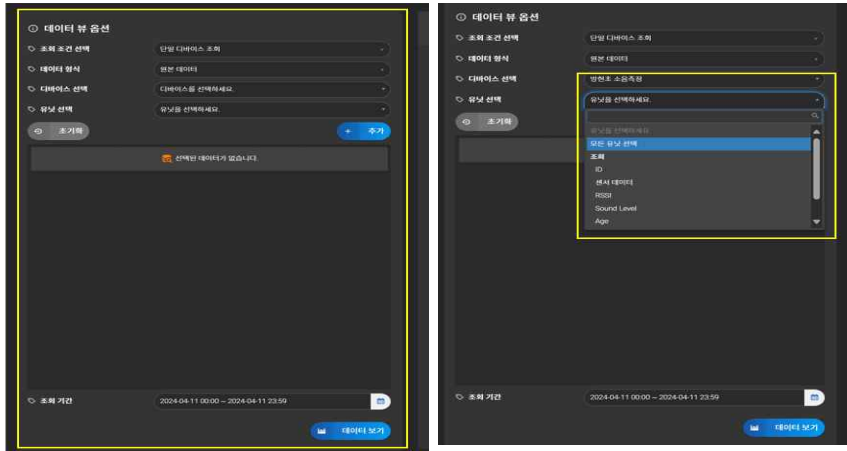 데이터 뷰 옵션
조회 조건 선택
단일 디바이스 조회
데이터 형식
원본 데이터
디바이스 선택
디바이스를 선택하세요.
유닛 선택
유닛을 선택하세요.
초기화
+ 추가
선택된 데이터가 없습니다.
조회 기간
2024-04-11 00:00 ~ 2024-04-11 23:59
데이터 보기
데이터 뷰 옵션
조회 조건 선택
단일 디바이스 조회
데이터 형식
원본 데이터
디바이스 선택
방현초 소음측정
유닛 선택
유닛을 선택하세요.
초기화
유닛을 선택하세요.
모든 유닛 선택
조회
ID
센서 데이터
RSSI
Sound Level
Age
조회 기간
2024-04-11 00:00 ~ 2024-04-11 23:59
데이터 보기